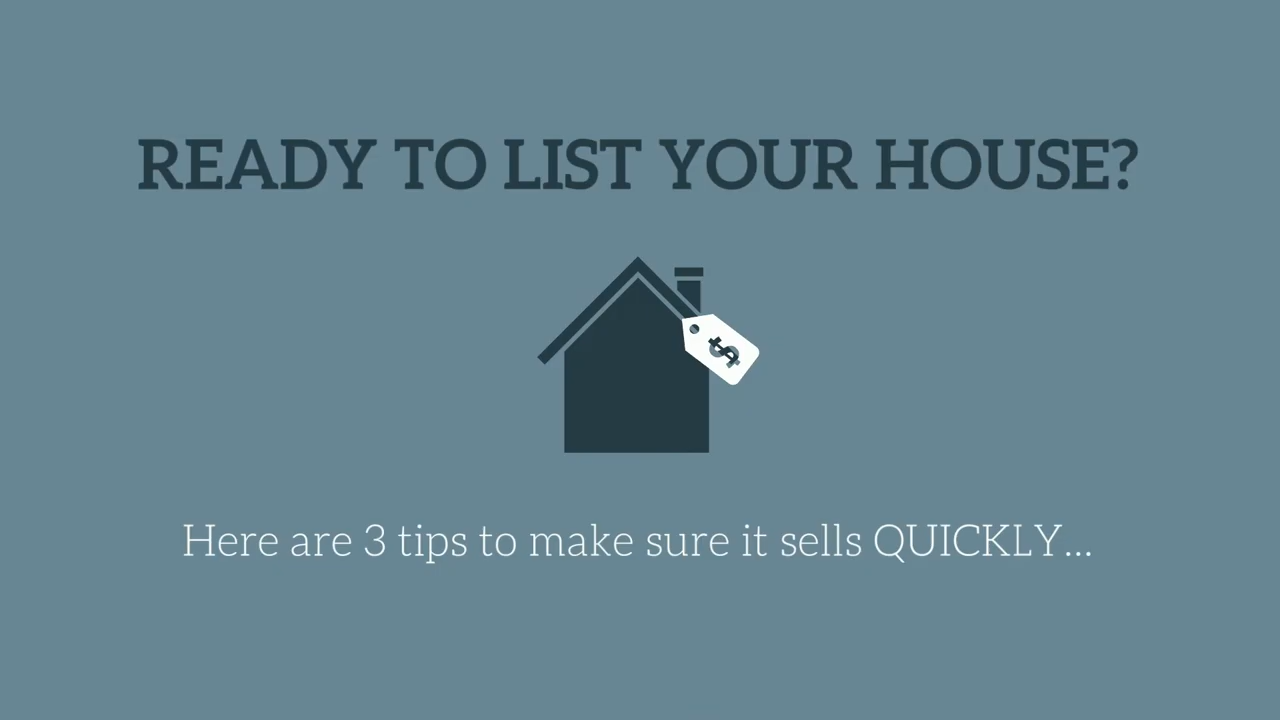 READY TO LIST YOUR HOUSE?
$
Here are 3 tips to make sure it sells QUICKLY...